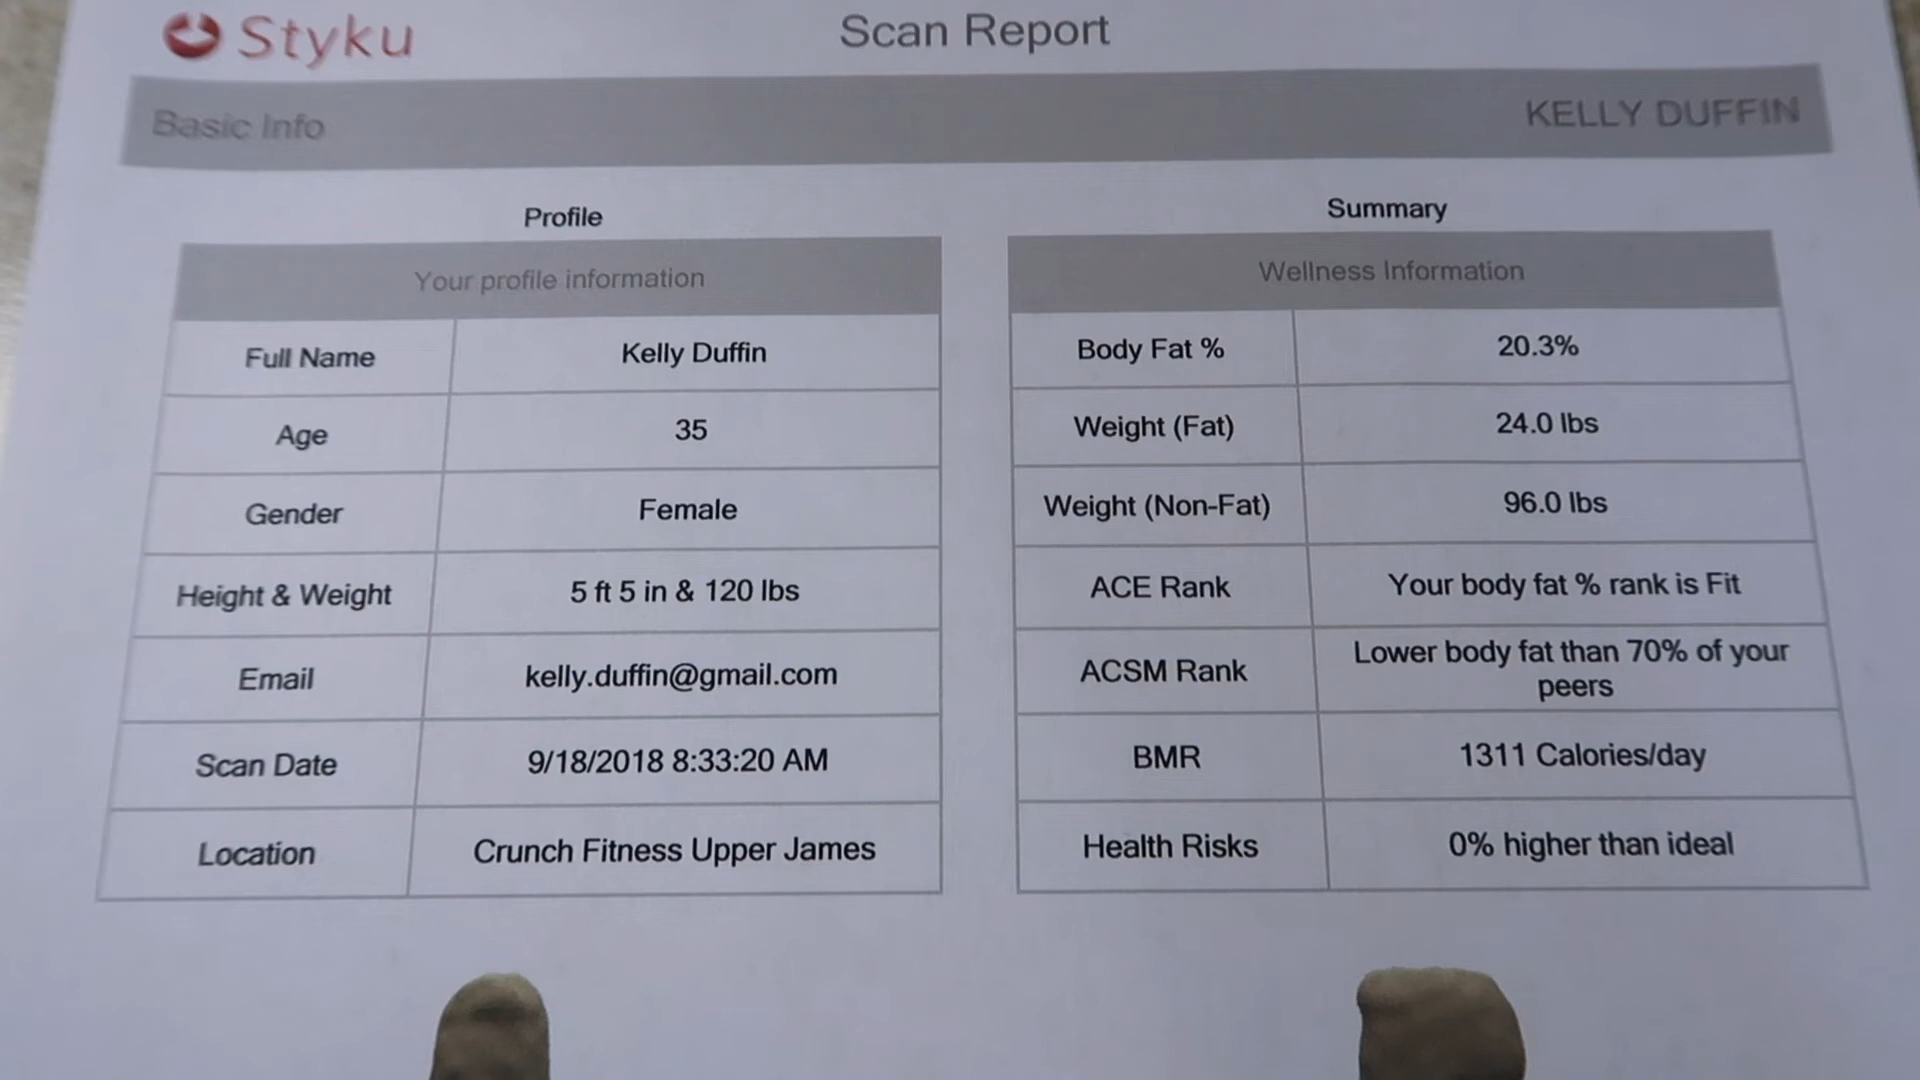 Styku
Scan Report
Basic Info
KELLY DUFFIN
Profile
Your profile information
Full Name Kelly Duffin
Age 35
Gender Female
Height & Weight 5 ft 5 in & 120 lbs
Email kelly.duffin@gmail.com
Scan Date 9/18/2018 8:33:20 AM
Location Crunch Fitness Upper James
Summary
Wellness Information
Body Fat % 20.3%
Weight (Fat) 24.0 lbs
Weight (Non-Fat) 96.0 lbs
ACE Rank Your body fat % rank is Fit
ACSM Rank Lower body fat than 70% of your
peers
BMR 1311 Calories/day
Health Risks 0% higher than ideal